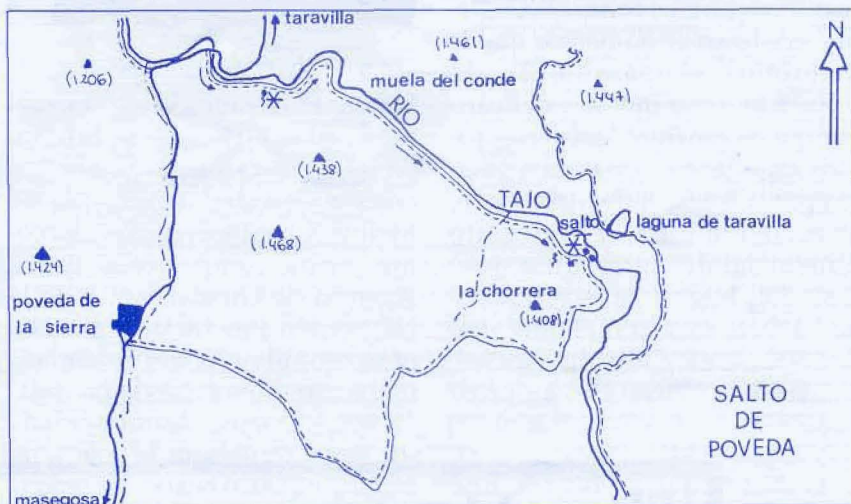 taravilla
N
(1.206)
(1.461)
muela del conde
(1.447)
RIO
(1.438)
TAJO
salto
laguna de taravilla
(1.468)
(1.424)
poveda de
la sierra
la chorrera
(1.408)
SALTO
DE
POVEDA
masegosa